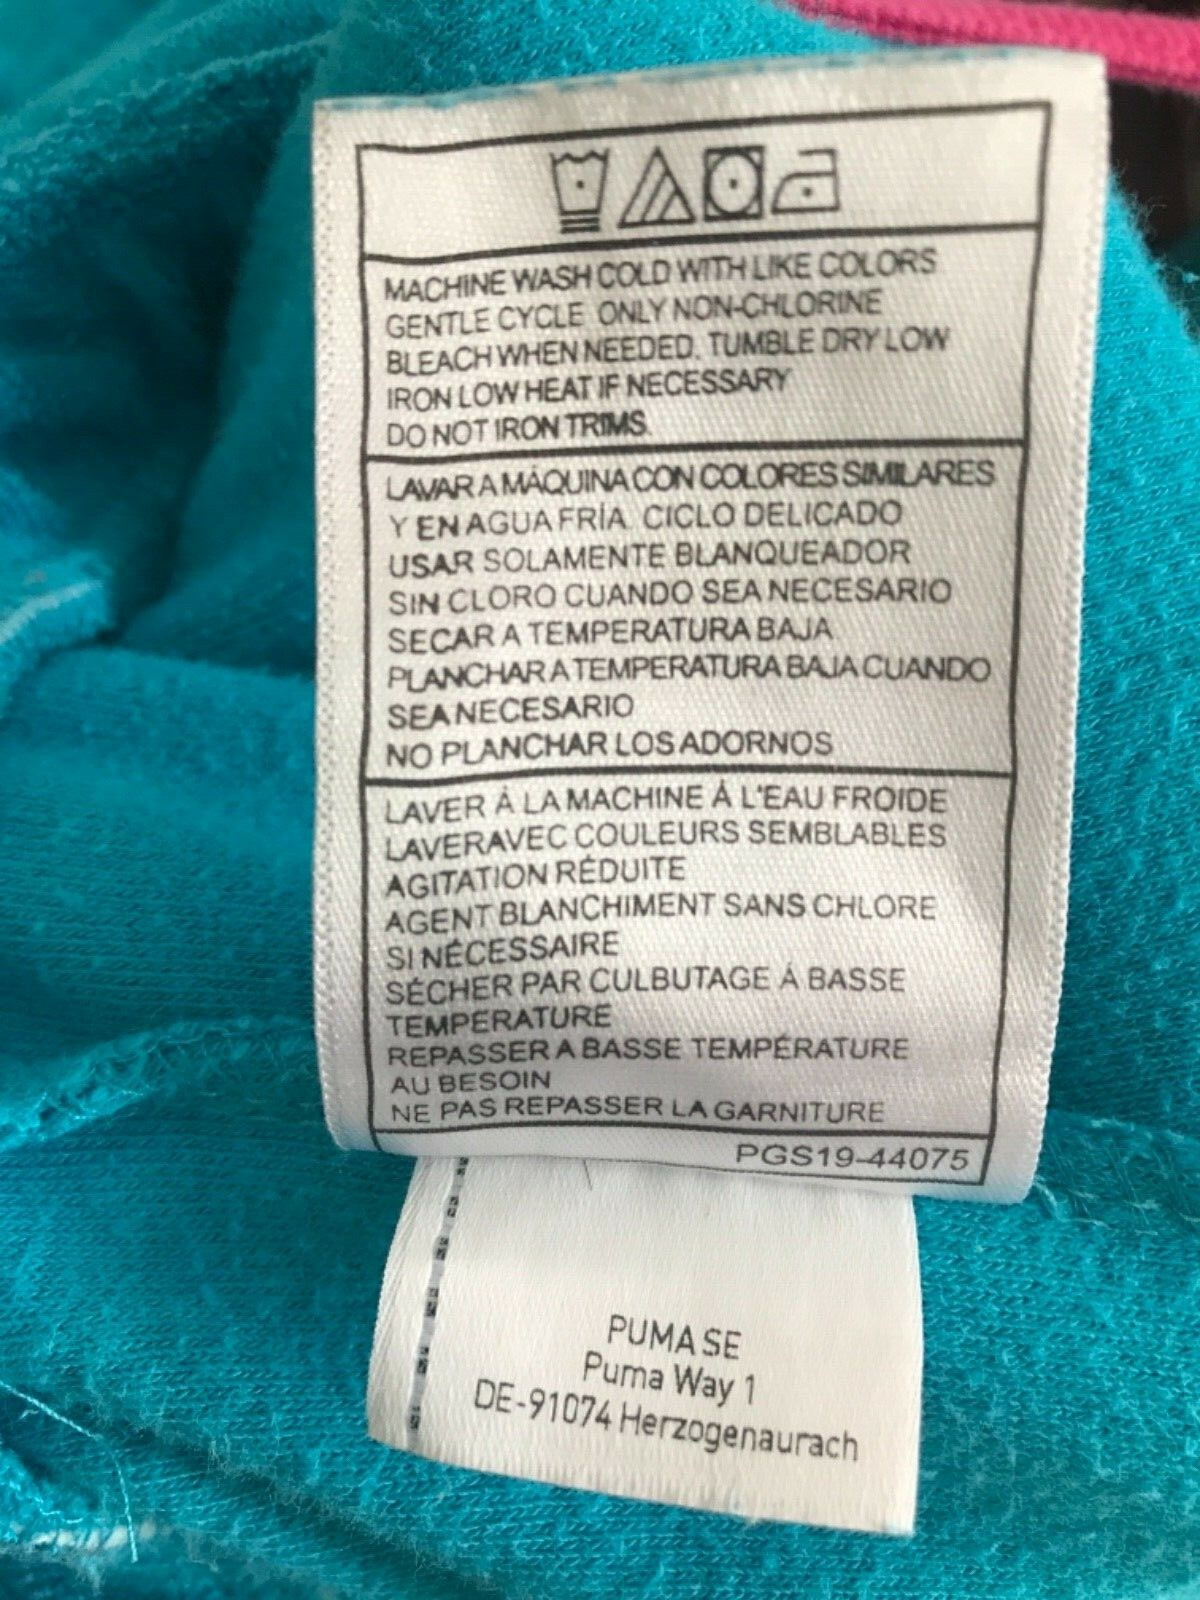 MACHINE WASH COLD WITH LIKE COLORS
GENTLE CYCLE ONLY NON-CHLORINE
BLEACH WHEN NEEDED. TUMBLE DRY LOW
IRON LOW HEAT IF NECESSARY
DO NOT IRON TRIMS.
LAVAR A MÁQUINA CON COLORES SIMILARES
Y EN AGUA FRÍA. CICLO DELICADO
USAR SOLAMENTE BLANQUEADOR
SIN CLORO CUANDO SEA NECESARIO
SECAR A TEMPERATURA BAJA
PLANCHAR A TEMPERATURA BAJA CUANDO
SEA NECESARIO
NO PLANCHAR LOS ADORNOS
LAVER À LA MACHINE À L'EAU FROIDE
LAVER AVEC COULEURS SEMBLABLES
AGITATION RÉDUITE
AGENT BLANCHIMENT SANS CHLORE
SI NÉCESSAIRE
SÉCHER PAR CULBUTAGE À BASSE
TEMPERATURE
REPASSER A BASSE TEMPÉRATURE
AU BESOIN
NE PAS REPASSER LA GARNITURE
PGS19-44075
PUMA SE
Puma Way 1
DE-91074 Herzogenaurach